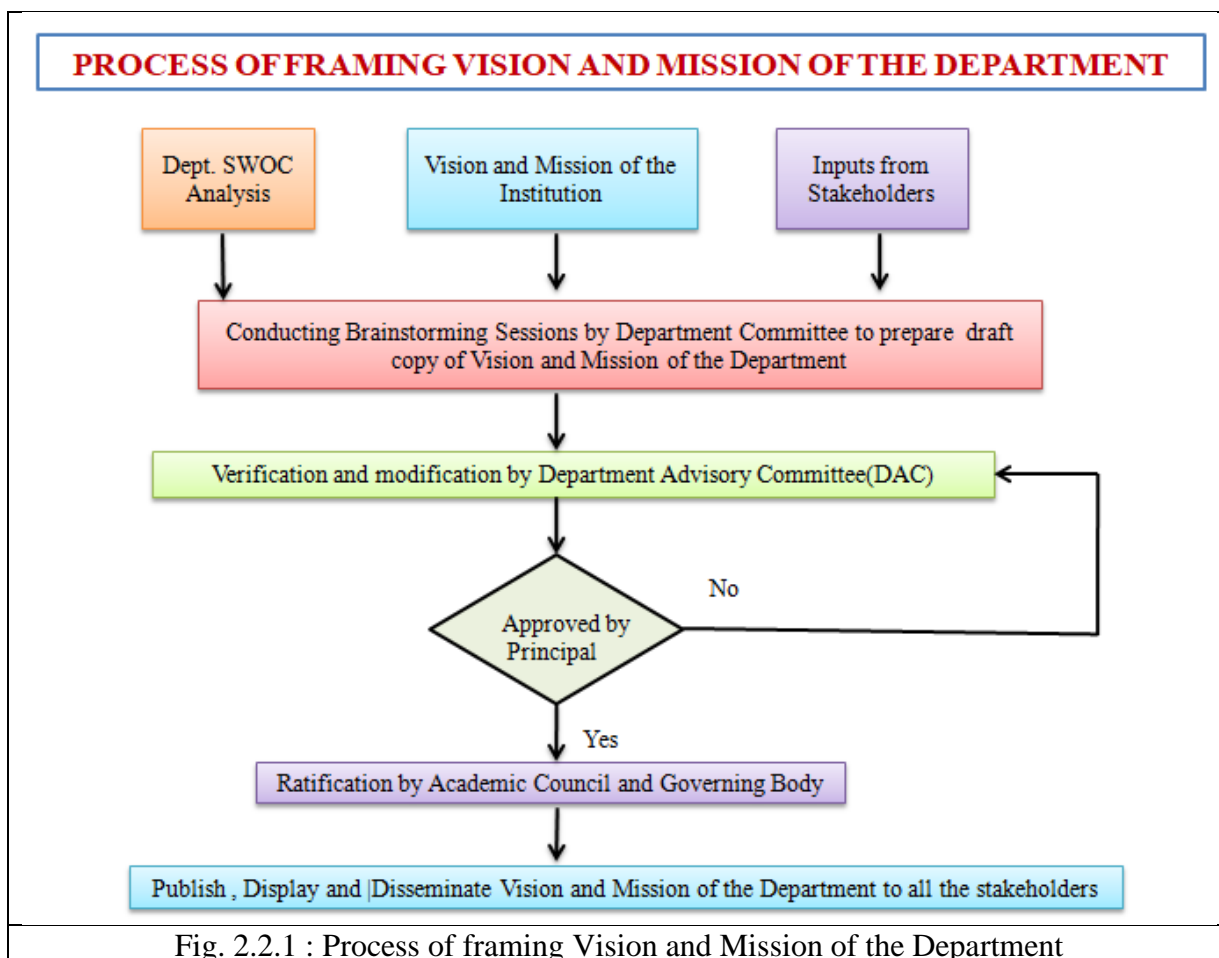 PROCESS OF FRAMING VISION AND MISSION OF THE DEPARTMENT
Dept. SWOC
Analysis
Vision and Mission of the
Institution
Inputs from
Stakeholders
Conducting Brainstorming Sessions by Department Committee to prepare draft
copy of Vision and Mission of the Department
Verification and modification by Department Advisory Committee(DAC)
No
Approved by
Principal
Yes
Ratification by Academic Council and Governing Body
Publish , Display and |Disseminate Vision and Mission of the Department to all the stakeholders
Fig. 2.2.1 : Process of framing Vision and Mission of the Department